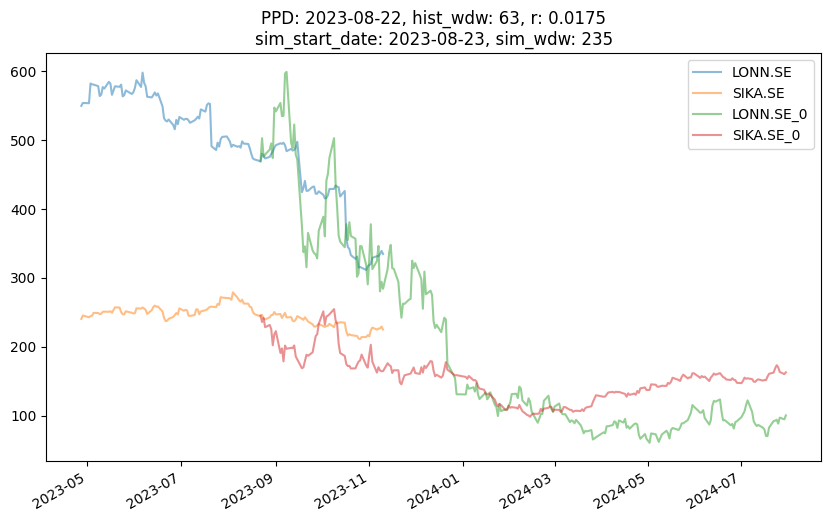 PPD: 2023-08-22, hist_wdw: 63, r: 0.0175
sim_start_date: 2023-08-23, sim_wdw: 235
LONN.SE
SIKA.SE
LONN.SE_0
SIKA.SE_0
600
500
400
300
200
100
2023-05
2023-07
2023-09
2023-11
2024-01
2024-03
2024-05
2024-07